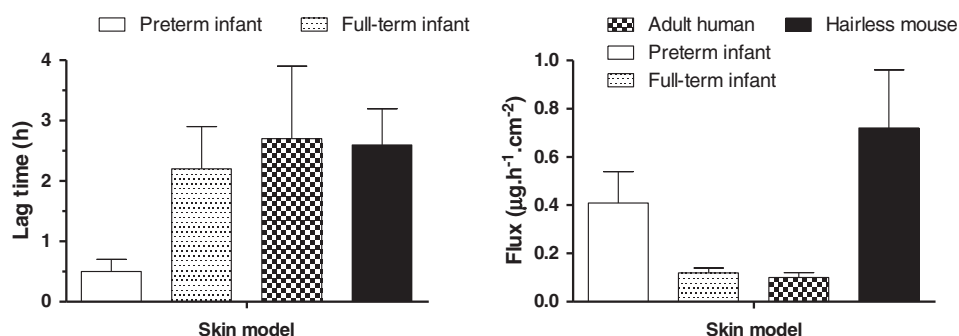 Preterm infant Full-term infant
4
3
2
1
0
Lag time (h)
Skin model
Adult human Hairless mouse
Preterm infant
Full-term infant
1.0
0.8
0.6
0.4
0.2
0.0
Flux (µg.h-1.cm-2)
Skin model